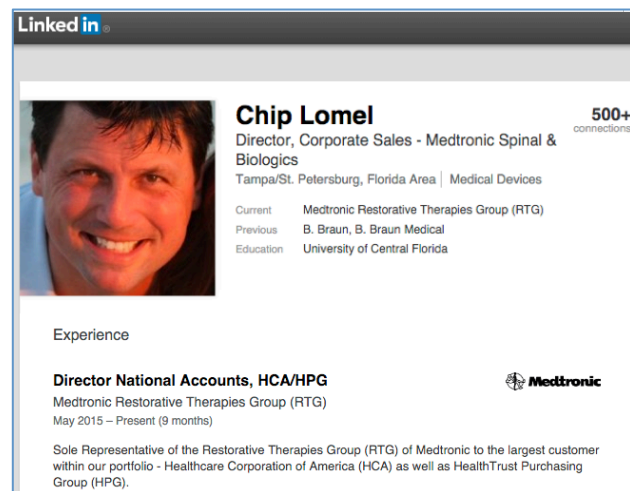 Linked in ®
Chip Lomel
500+
connections
Director, Corporate Sales - Medtronic Spinal &
Biologics
Tampa/St. Petersburg, Florida Area | Medical Devices
Current Medtronic Restorative Therapies Group (RTG)
Previous B. Braun, B. Braun Medical
Education University of Central Florida
Experience
Director National Accounts, HCA/HPG
Medtronic
Medtronic Restorative Therapies Group (RTG)
May 2015 – Present (9 months)
Sole Representative of the Restorative Therapies Group (RTG) of Medtronic to the largest customer
within our portfolio - Healthcare Corporation of America (HCA) as well as HealthTrust Purchasing
Group (HPG).